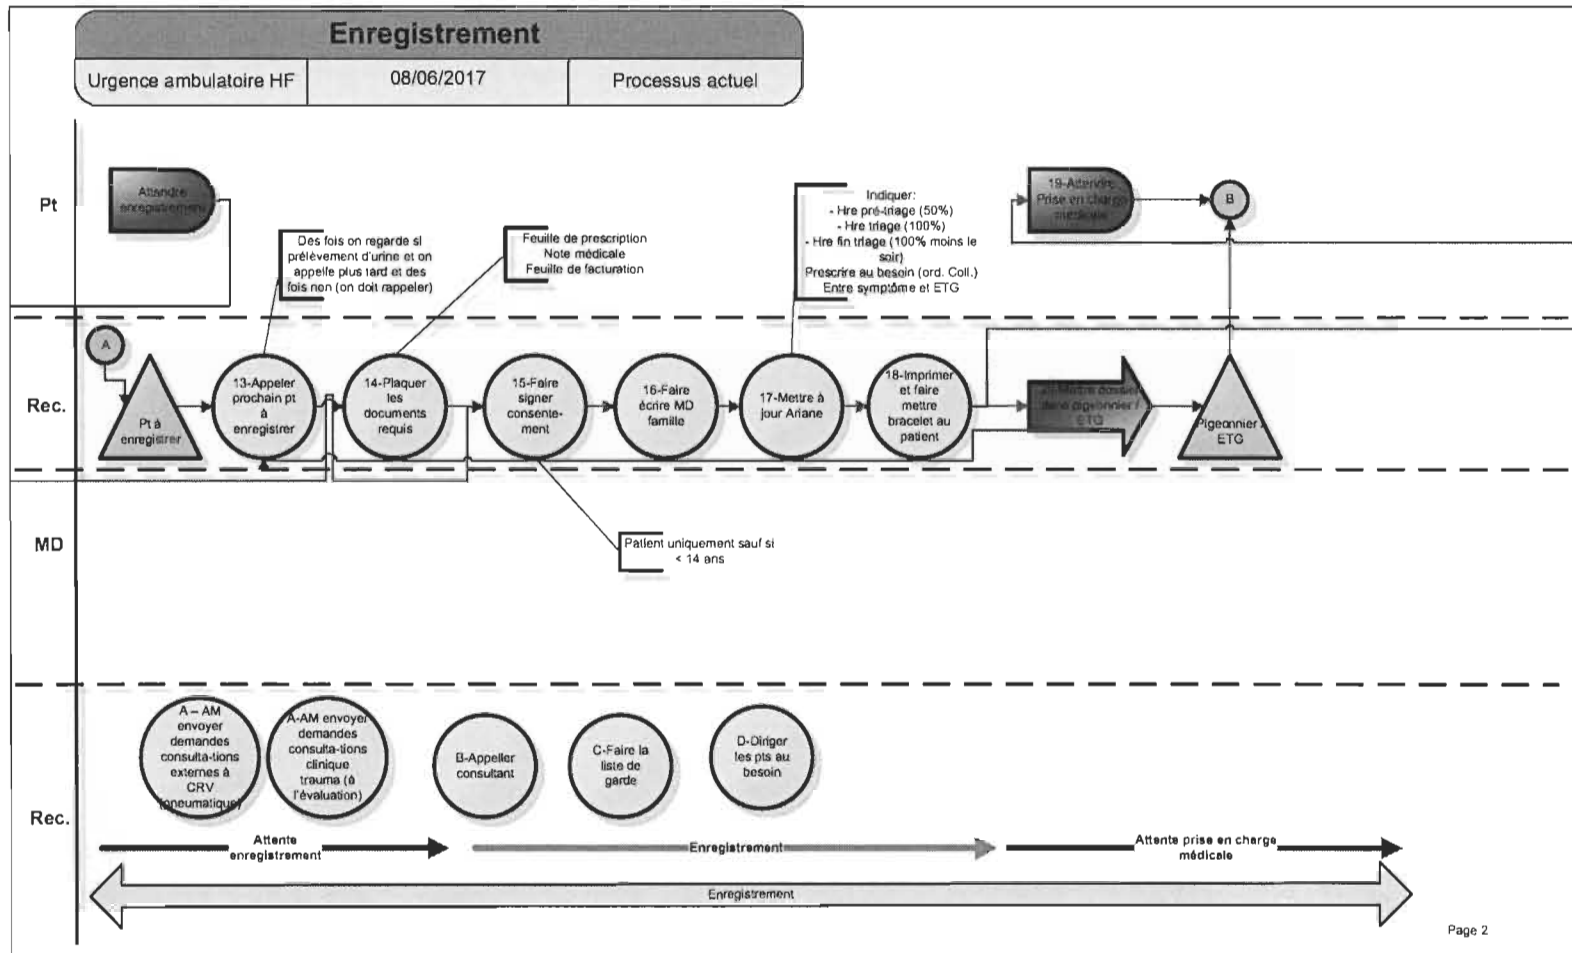 Enregistrement
Urgence ambulatoire HF
08/06/2017
Processus actuel
Pt
Attendre
enregistrement
Des fois on regarde si
prélèvement d'urine et on
appelle plus tard et des
fois non (on doit rappeler)
Feuille de prescription
Note médicale
Feuille de facturation
Indiquer:
- Hre pré-triage (50%)
- Hre triage (100%)
- Hre fin triage (100% moins le
soir)
Prescrire au besoin (ord. Coll.)
Entre symptôme et ETG
19-Attendre
Prise en charge
médicale
B
Rec.
A
Pt à
enregistrer
13-Appeler
prochain pt
à
enregistrer
14-Plaquer
les
documents
requis
15-Faire
signer
consente-
ment
16-Faire
écrire MD
famille
17-Mettre à
jour Ariane
18-Imprimer
et faire
mettre
bracelet au
patient
dossier
dans pigeonnier /
ETG
Pigeonnier /
ETG
MD
Patient uniquement sauf si
< 14 ans
Rec.
A – AM
envoyer
demandes
consulta-tions
externes à
CRV
(pneumatique)
A-AM envoyer
demandes
consulta-tions
clinique
trauma (à
l'évaluation)
B-Appeller
consultant
C-Faire la
liste de
garde
D-Diriger
les pts au
besoin
Attente
enregistrement
Enregistrement
Attente prise en charge
médicale
Enregistrement
Page 2